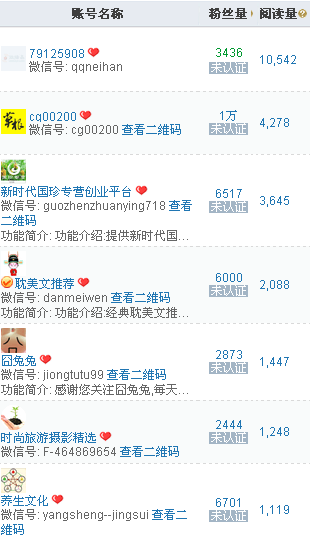 账号名称 粉丝量 阅读量
79125908 3436 10,542
微信号: qqneihan 未认证
草根
cq00200 1万 4,278
微信号: cg00200 查看二维码 未认证
新时代国珍专营创业平台 6517 3,645
微信号: guozhenzhuanying718 查看 未认证
二维码
功能简介: 功能介绍:提供新时代国...
耽美文推荐 6000 2,088
微信号: danmeiwen 查看二维码 未认证
功能简介: 功能介绍:经典耽美文推...
囧兔兔 2873 1,447
微信号: jiongtutu99 查看二维码 未认证
功能简介: 感谢您关注囧兔兔,每天...
时尚旅游摄影精选 2444 1,248
微信号: F-464869654 查看二维码 未认证
养生文化 6701 1,119
微信号: yangsheng--jingsui 查看二 未认证
维码